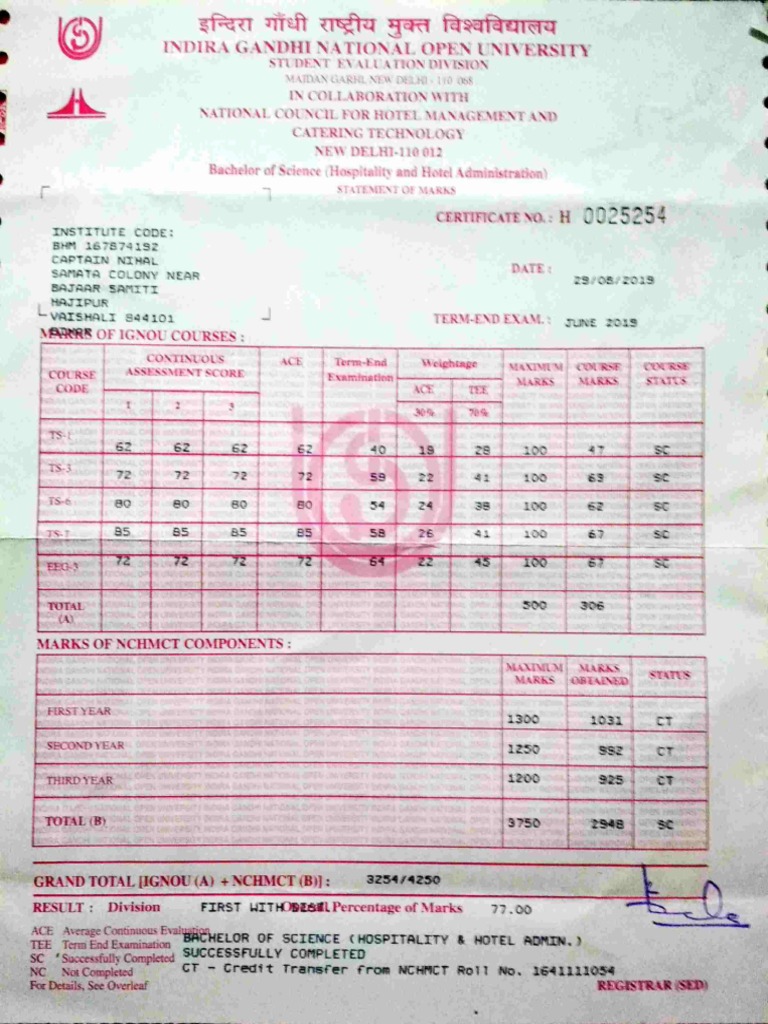 इन्दिरा गाँधी राष्ट्रीय मुक्त विश्वविद्यालय
INDIRA GANDHI NATIONAL OPEN UNIVERSITY
STUDENT EVALUATION DIVISION
MAIDAN GARHI, NEW DELHI - 110 068
IN COLLABORATION WITH
NATIONAL COUNCIL FOR HOTEL MANAGEMENT AND
CATERING TECHNOLOGY
NEW DELHI-110 012
Bachelor of Science (Hospitality and Hotel Administration)
STATEMENT OF MARKS
CERTIFICATE NO. : H 0025254
INSTITUTE CODE:
BHM 167874192
CAPTAIN NIHAL
SAMATA COLONY NEAR
BAJAAR SAMITI
HAJIPUR
VAISHALI 844101
BIHAR
DATE : 29/08/2019
TERM-END EXAM. : JUNE 2019
MARKS OF IGNOU COURSES :
COURSE CODE CONTINUOUS ASSESSMENT SCORE ACE Term-End Examination Weightage MAXIMUM MARKS COURSE MARKS COURSE STATUS
1 2 3 ACE TEE
30% 70%
TS-1 62 62 62 62 40 19 28 100 47 SC
TS-3 72 72 72 72 59 22 41 100 63 SC
TS-6 80 80 80 80 54 24 38 100 62 SC
TS-7 85 85 85 85 58 26 41 100 67 SC
EEG-3 72 72 72 72 64 22 45 100 67 SC
TOTAL (A) 500 306
MARKS OF NCHMCT COMPONENTS :
MAXIMUM MARKS MARKS OBTAINED STATUS
FIRST YEAR 1300 1031 CT
SECOND YEAR 1250 992 CT
THIRD YEAR 1200 925 CT
TOTAL (B) 3750 2948 SC
GRAND TOTAL [IGNOU (A) + NCHMCT (B)] : 3254/4250
RESULT : Division FIRST WITH DIST. Overall Percentage of Marks 77.00
ACE Average Continuous Evaluation
TEE Term End Examination
SC Successfully Completed
NC Not Completed
For Details, See Overleaf
BACHELOR OF SCIENCE (HOSPITALITY & HOTEL ADMIN.)
SUCCESSFULLY COMPLETED
CT - Credit Transfer from NCHMCT Roll No. 1641111054
REGISTRAR (SED)